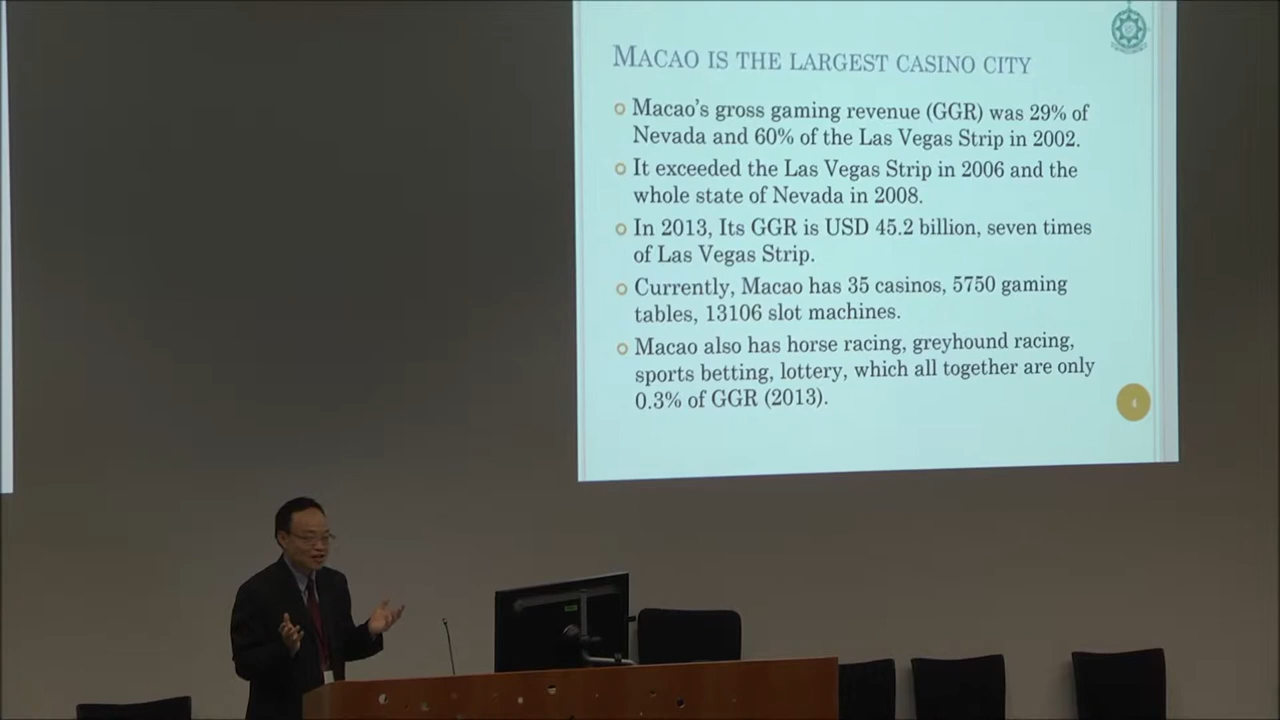 MACAO IS THE LARGEST CASINO CITY
Macao's gross gaming revenue (GGR) was 29% of
Nevada and 60% of the Las Vegas Strip in 2002.
It exceeded the Las Vegas Strip in 2006 and the
whole state of Nevada in 2008.
In 2013, Its GGR is USD 45.2 billion, seven times
of Las Vegas Strip.
Currently, Macao has 35 casinos, 5750 gaming
tables, 13106 slot machines.
Macao also has horse racing, greyhound racing,
sports betting, lottery, which all together are only
0.3% of GGR (2013).
4